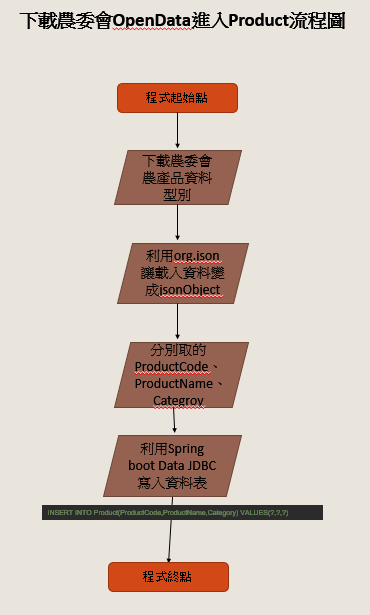 下載農委會OpenData進入Product流程圖
程式起始點
下載農委會
農產品資料
型別
利用org.json
讓載入資料變
成jsonObject
分別取的
ProductCode、
ProductName、
Categroy
利用Spring
boot Data JDBC
寫入資料表
INSERT INTO Product(ProductCode,ProductName,Category) VALUES(?,?,?)
程式終點